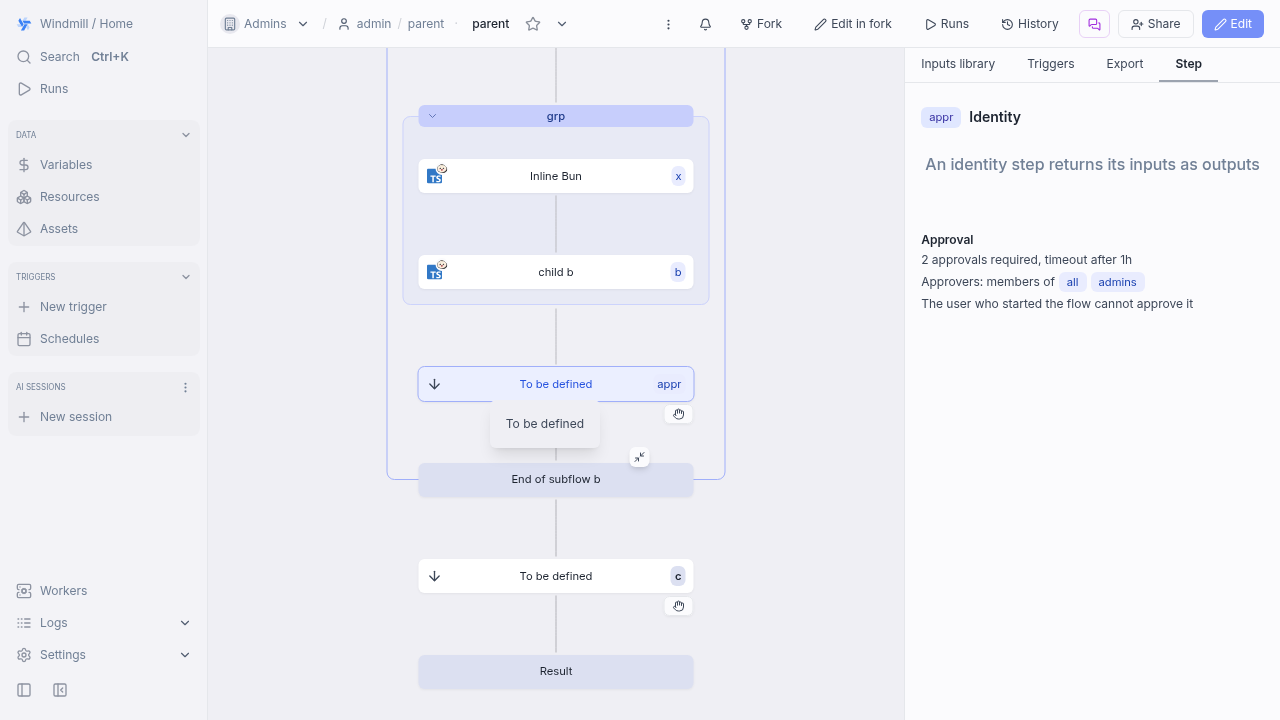 Windmill / Home
Search Ctrl+K
Runs
DATA
Variables
Resources
Assets
TRIGGERS
New trigger
Schedules
AI SESSIONS
New session
Workers
Logs
Settings
Admins / admin / parent · parent
Fork
Edit in fork
Runs
History
Share
Edit
grp
TS Inline Bun x
TS child b b
To be defined appr
To be defined
End of subflow b
To be defined c
Result
Inputs library Triggers Export Step
appr Identity
An identity step returns its inputs as outputs
Approval
2 approvals required, timeout after 1h
Approvers: members of all admins
The user who started the flow cannot approve it